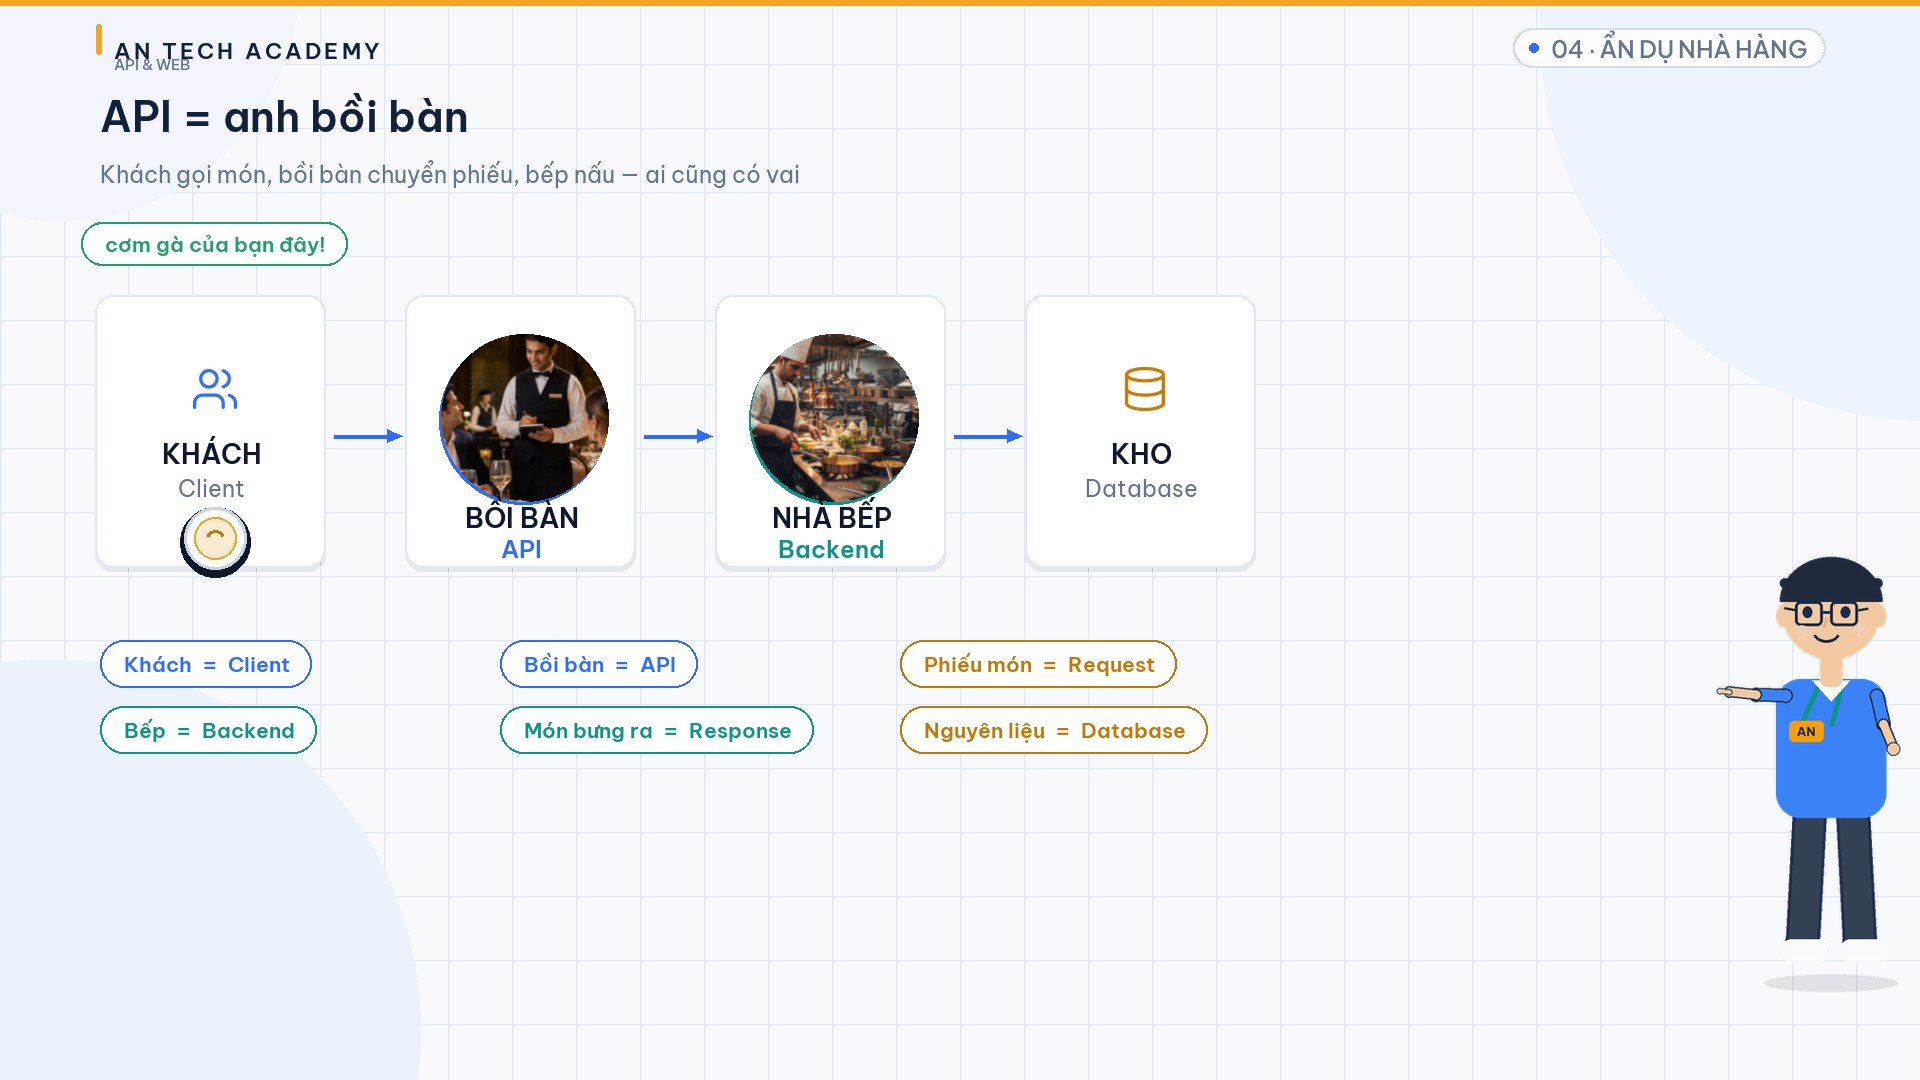 AN TECH ACADEMY
API & WEB
04 · ẨN DỤ NHÀ HÀNG
API = anh bồi bàn
Khách gọi món, bồi bàn chuyển phiếu, bếp nấu — ai cũng có vai
cơm gà của bạn đây!
KHÁCH
Client
BỒI BÀN
API
NHÀ BẾP
Backend
KHO
Database
Khách = Client
Bồi bàn = API
Phiếu món = Request
Bếp = Backend
Món bưng ra = Response
Nguyên liệu = Database
AN